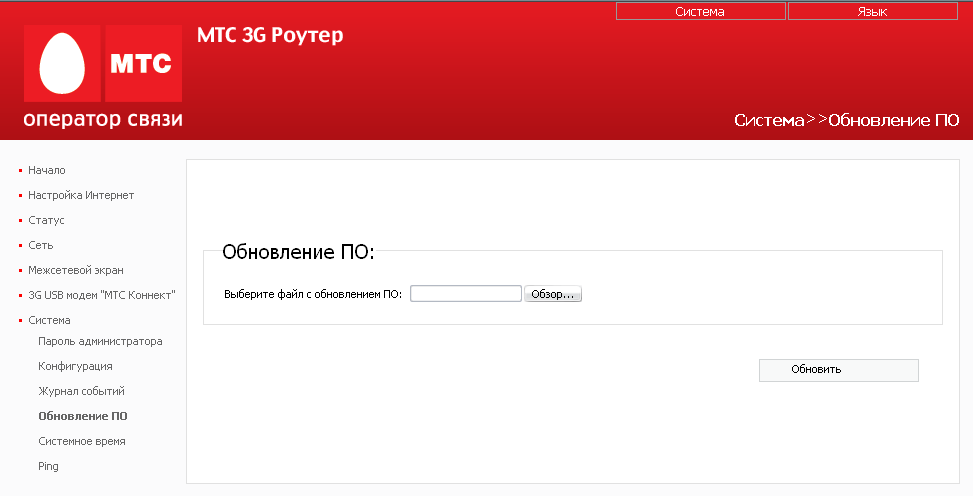 Система
Язык
МТС 3G Роутер
МТС
оператор связи
Система>>Обновление ПО
Начало
Настройка Интернет
Статус
Сеть
Межсетевой экран
3G USB модем "МТС Коннект"
Система
Пароль администратора
Конфигурация
Журнал событий
Обновление ПО
Системное время
Ping
Обновление ПО:
Выберите файл с обновлением ПО:
Обзор...
Обновить